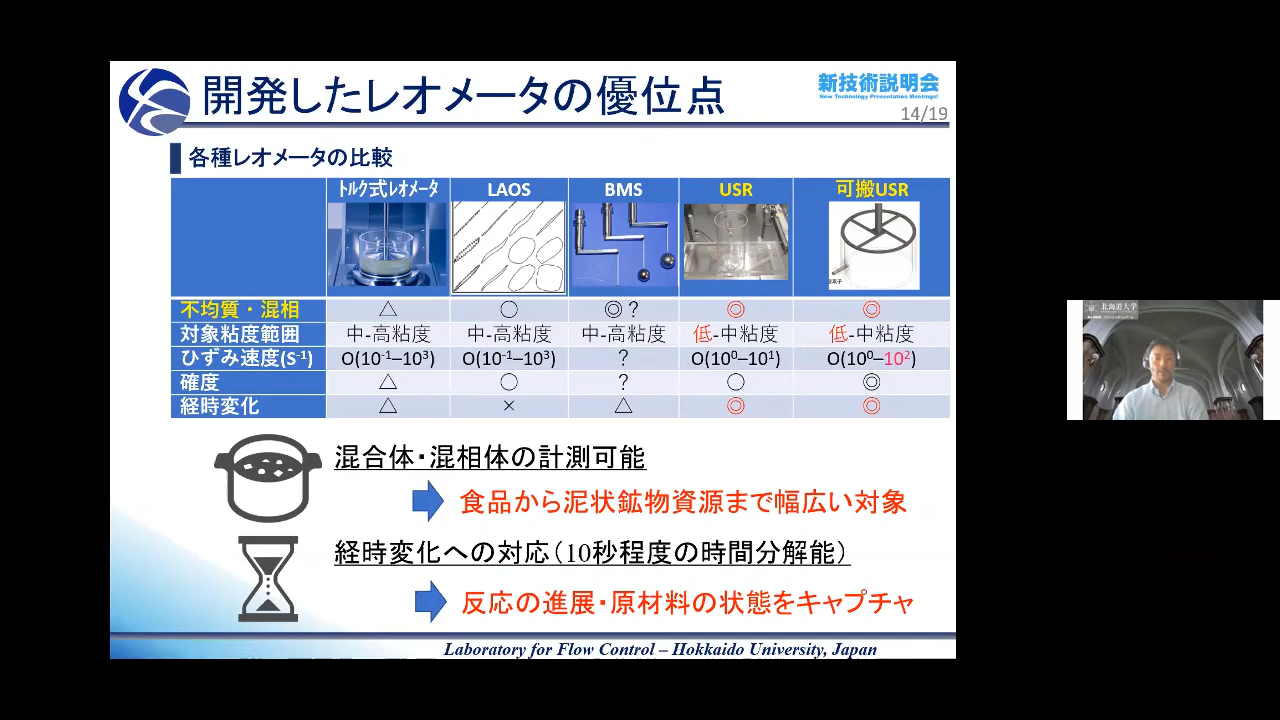 開発したレオメータの優位点
新技術説明会
New Technology Presentation Meetings!
14/19
各種レオメータの比較
ﾄﾙｸ式ﾚｵﾒｰﾀ LAOS BMS USR 可搬USR
不均質・混相 △ ○ ◎？ ◎ ◎
対象粘度範囲 中-高粘度 中-高粘度 中-高粘度 低-中粘度 低-中粘度
ひずみ速度(S⁻¹) O(10⁻¹–10³) O(10⁻¹–10³) ？ O(10⁰–10¹) O(10⁰–10²)
確度 △ ○ ？ ○ ◎
経時変化 △ × △ ◎ ◎
混合体・混相体の計測可能
食品から泥状鉱物資源まで幅広い対象
経時変化への対応（10秒程度の時間分解能）
反応の進展・原材料の状態をキャプチャ
Laboratory for Flow Control – Hokkaido University, Japan
北海道大学